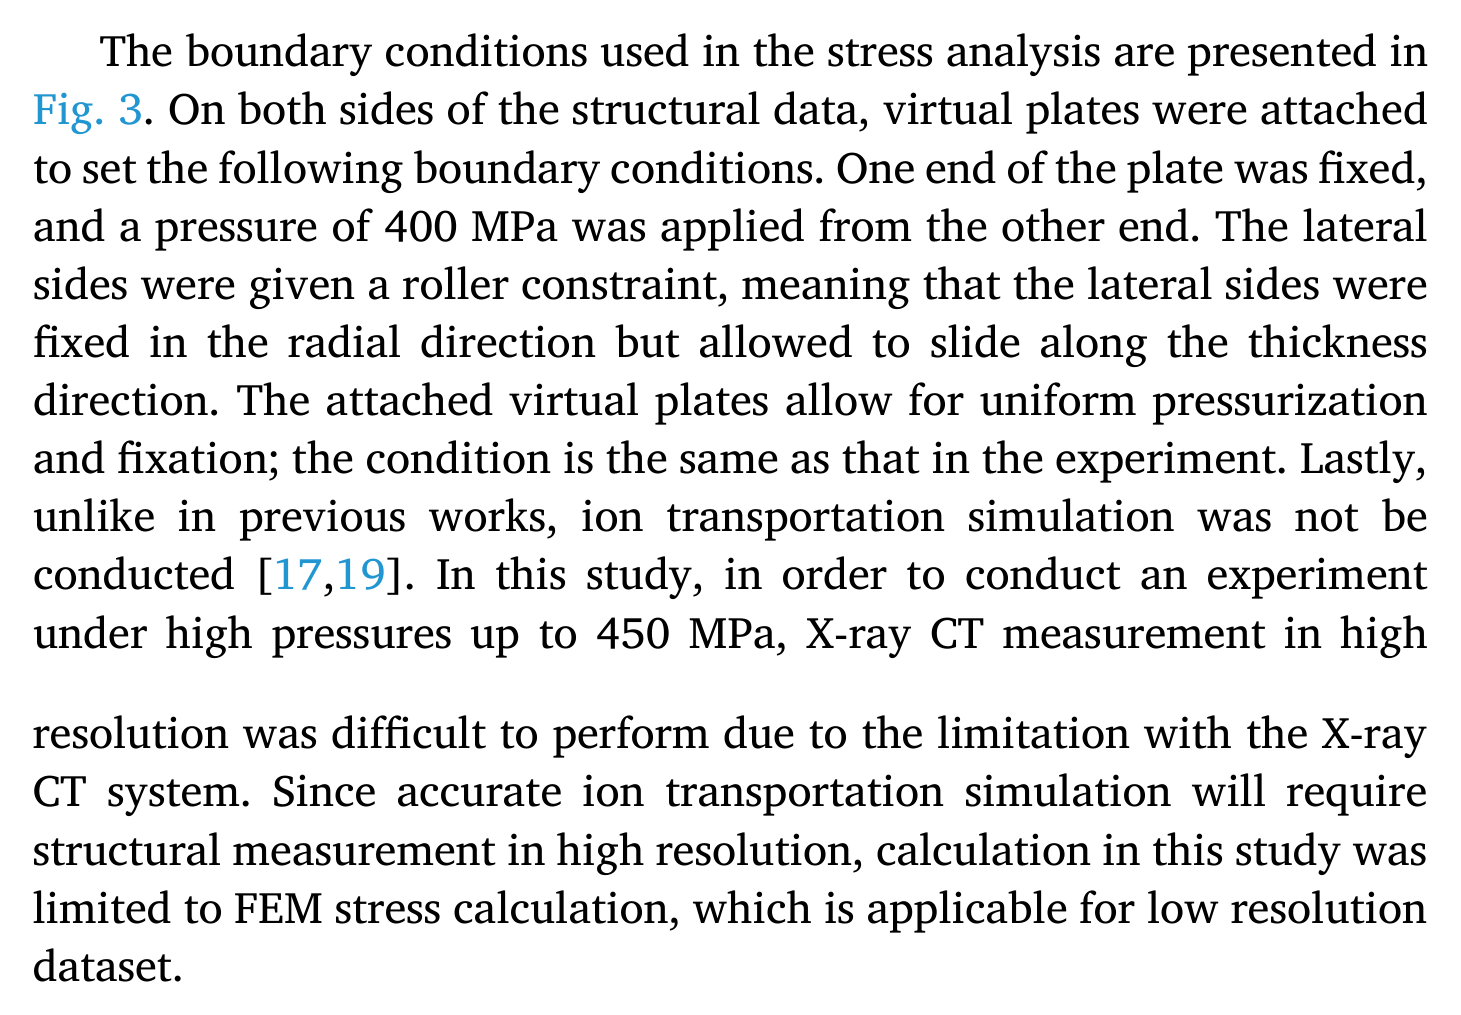 The boundary conditions used in the stress analysis are presented in
Fig. 3. On both sides of the structural data, virtual plates were attached
to set the following boundary conditions. One end of the plate was fixed,
and a pressure of 400 MPa was applied from the other end. The lateral
sides were given a roller constraint, meaning that the lateral sides were
fixed in the radial direction but allowed to slide along the thickness
direction. The attached virtual plates allow for uniform pressurization
and fixation; the condition is the same as that in the experiment. Lastly,
unlike in previous works, ion transportation simulation was not be
conducted [17,19]. In this study, in order to conduct an experiment
under high pressures up to 450 MPa, X-ray CT measurement in high
resolution was difficult to perform due to the limitation with the X-ray
CT system. Since accurate ion transportation simulation will require
structural measurement in high resolution, calculation in this study was
limited to FEM stress calculation, which is applicable for low resolution
dataset.